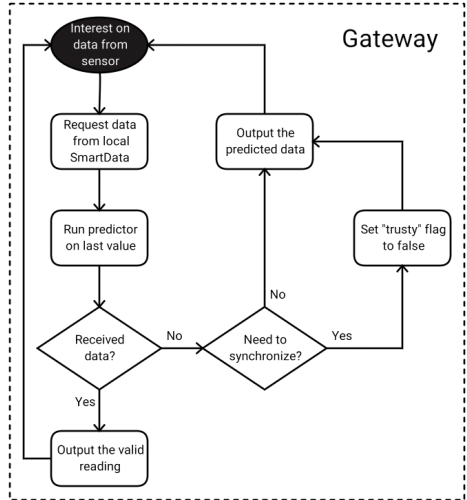 Gateway
Interest on
data from
sensor
Request data
from local
SmartData
Output the
predicted data
Run predictor
on last value
Set "trusty" flag
to false
No
Received
data?
No
Need to
synchronize?
Yes
Yes
Output the valid
reading